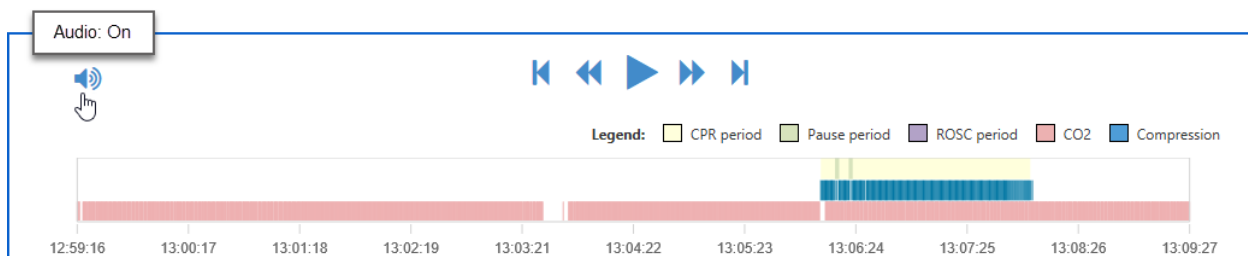 Audio: On
Legend: CPR period Pause period ROSC period CO2 Compression
12:59:16 13:00:17 13:01:18 13:02:19 13:03:21 13:04:22 13:05:23 13:06:24 13:07:25 13:08:26 13:09:27